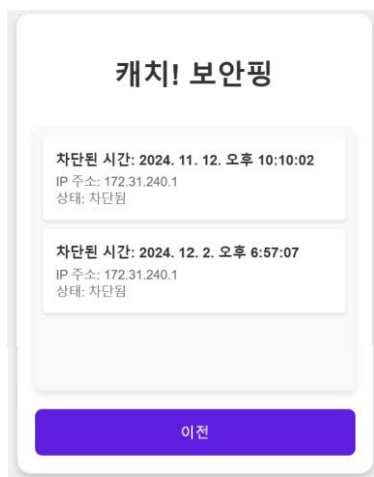 캐치! 보안핑
차단된 시간: 2024. 11. 12. 오후 10:10:02
IP 주소: 172.31.240.1
상태: 차단됨
차단된 시간: 2024. 12. 2. 오후 6:57:07
IP 주소: 172.31.240.1
상태: 차단됨
이전